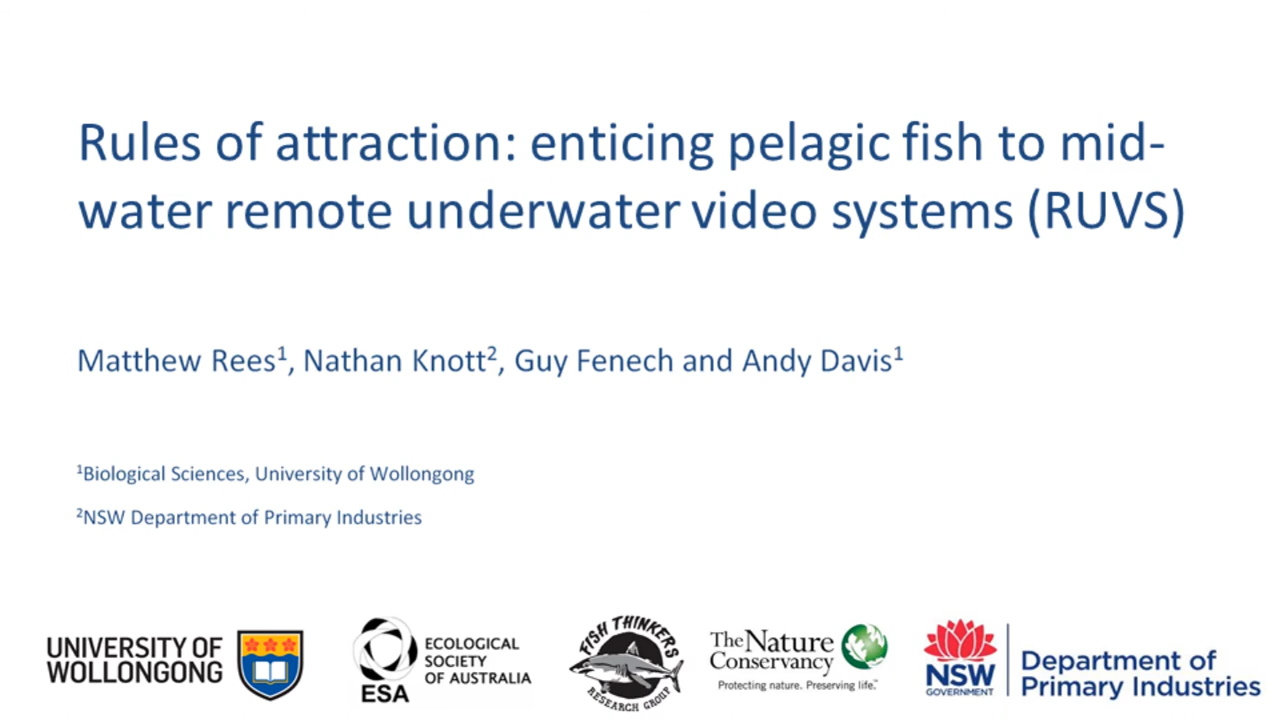 Rules of attraction: enticing pelagic fish to mid-
water remote underwater video systems (RUVS)
Matthew Rees¹, Nathan Knott², Guy Fenech and Andy Davis¹
¹Biological Sciences, University of Wollongong
²NSW Department of Primary Industries
UNIVERSITY OF
WOLLONGONG
ESA
ECOLOGICAL
SOCIETY
OF AUSTRALIA
FISH THINKERS
RESEARCH GROUP
The Nature
Conservancy
Protecting nature. Preserving life.™
NSW
GOVERNMENT
Department of
Primary Industries